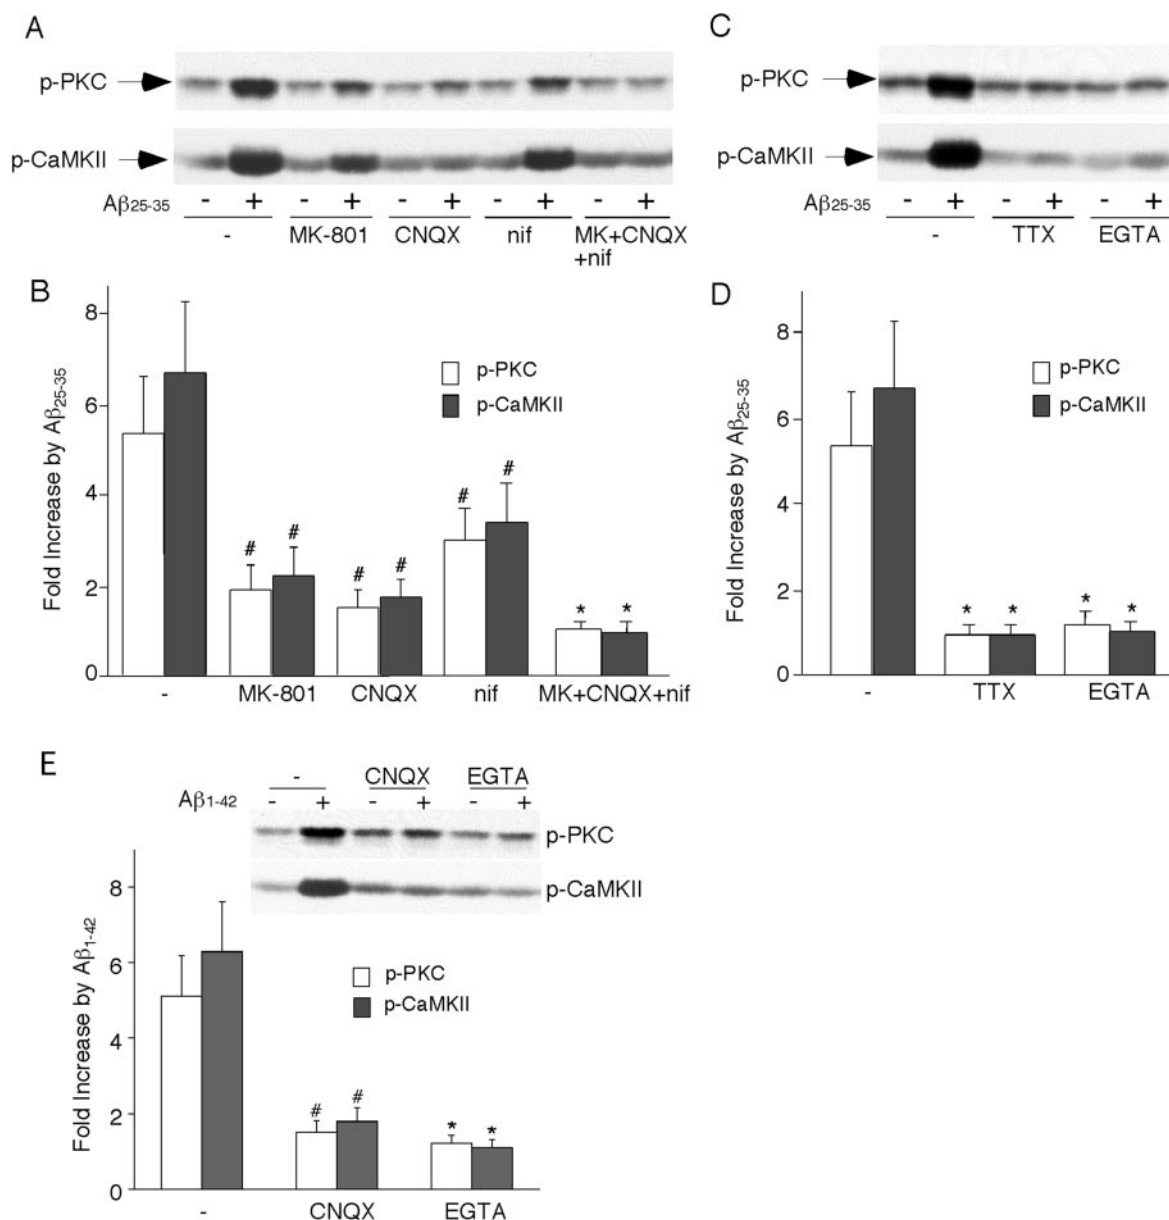 A
p-PKC
p-CaMKII
Aβ25-35 - + - + - + - + - +
- MK-801 CNQX nif MK+CNQX
+nif
C
p-PKC
p-CaMKII
Aβ25-35 - + - + - +
- TTX EGTA
B
Fold Increase by Aβ25-35
8
6
4
2
0
p-PKC
p-CaMKII
# # # # # # * *
- MK-801 CNQX nif MK+CNQX+nif
D
Fold Increase by Aβ25-35
8
6
4
2
0
p-PKC
p-CaMKII
* * * *
- TTX EGTA
E
- CNQX EGTA
Aβ1-42 - + - + - +
p-PKC
p-CaMKII
Fold Increase by Aβ1-42
8
6
4
2
0
p-PKC
p-CaMKII
# # * *
- CNQX EGTA